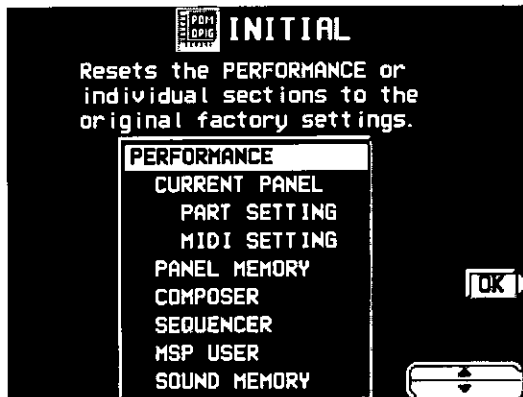 INITIAL
Resets the PERFORMANCE or
individual sections to the
original factory settings.
PERFORMANCE
CURRENT PANEL
PART SETTING
MIDI SETTING
PANEL MEMORY
COMPOSER
SEQUENCER
MSP USER
SOUND MEMORY
OK